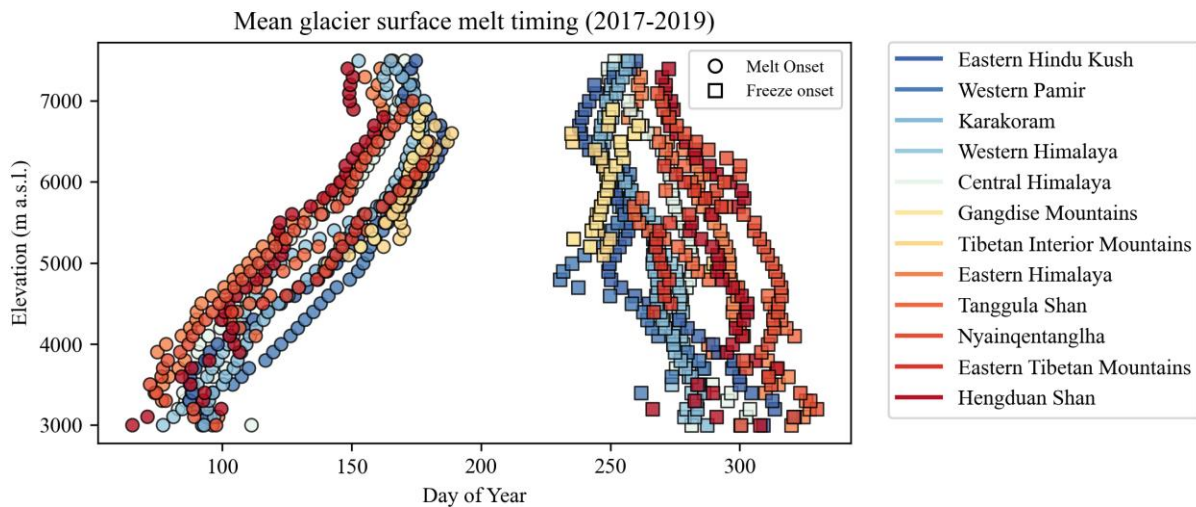 Mean glacier surface melt timing (2017-2019)
Melt Onset
Freeze onset
7000
6000
5000
4000
3000
Elevation (m a.s.l.)
100
150
200
250
300
Day of Year
Eastern Hindu Kush
Western Pamir
Karakoram
Western Himalaya
Central Himalaya
Gangdise Mountains
Tibetan Interior Mountains
Eastern Himalaya
Tanggula Shan
Nyainqentanglha
Eastern Tibetan Mountains
Hengduan Shan